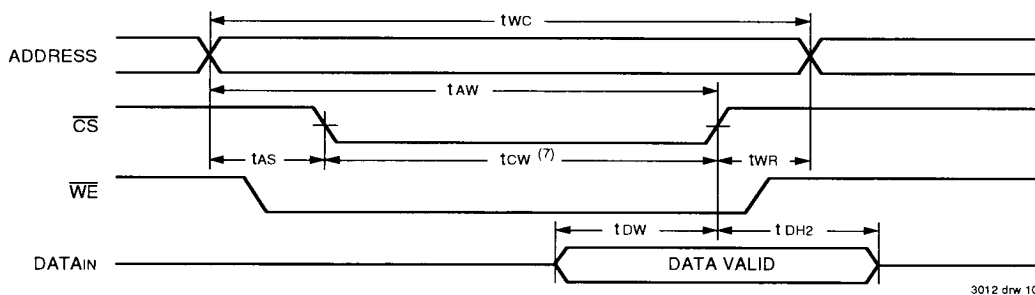 tWC
ADDRESS
tAW
CS
tAS
tCW (7)
tWR
WE
tDW
tDH2
DATAIN
DATA VALID
3012 drw 10